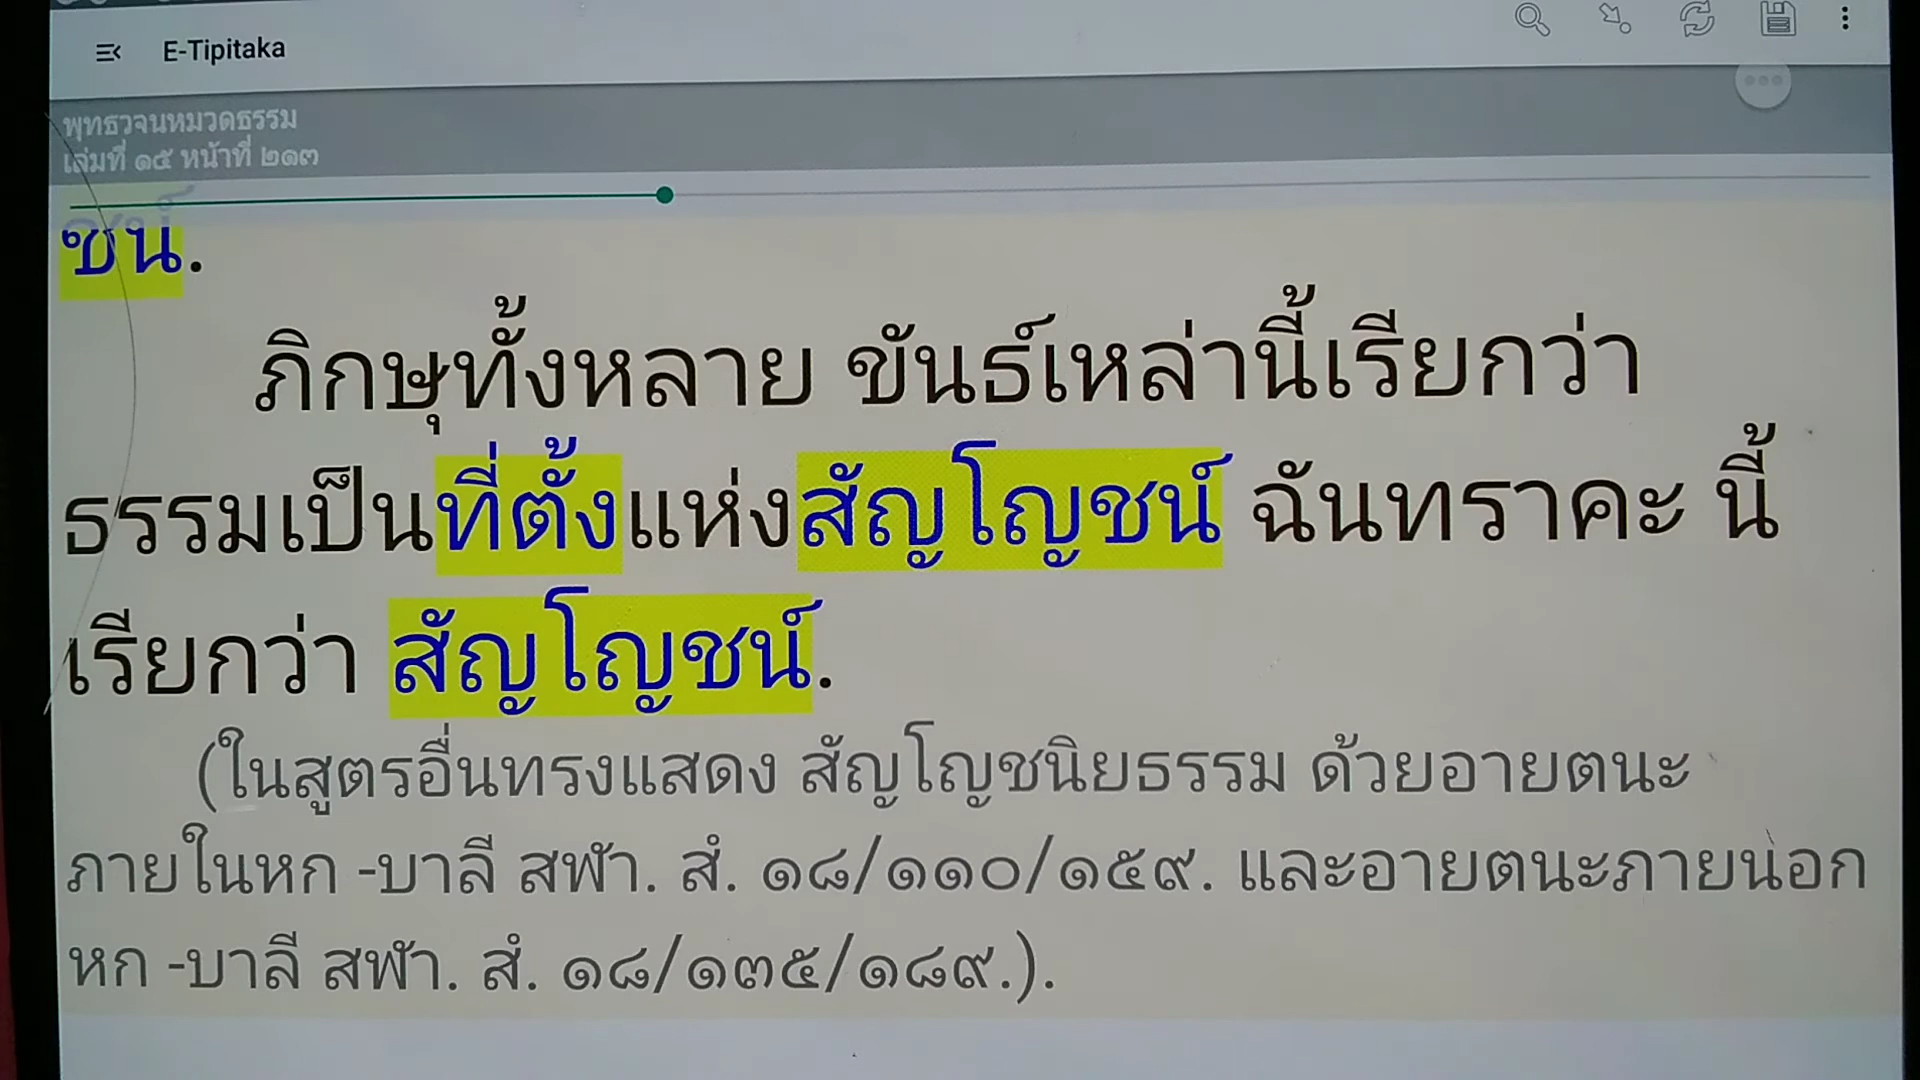 E-Tipitaka
พุทธวจนหมวดธรรม
เล่มที่ ๑๕ หน้าที่ ๒๑๓
ชน์.
ภิกษุทั้งหลาย ขันธ์เหล่านี้เรียกว่า
ธรรมเป็นที่ตั้งแห่งสัญโญชน์ ฉันทราคะ นี้
เรียกว่า สัญโญชน์.
(ในสูตรอื่นทรงแสดง สัญโญชนิยธรรม ด้วยอายตนะ
ภายในหก -บาลี สฬา. สํ. ๑๘/๑๑๐/๑๕๙. และอายตนะภายนอก
หก -บาลี สฬา. สํ. ๑๘/๑๓๕/๑๘๙.).